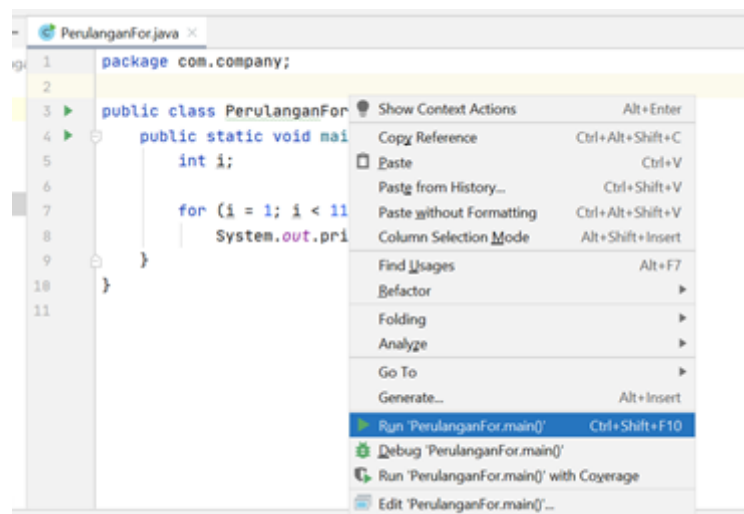 PerulanganFor.java
1 package com.company;
2
3 public class PerulanganFor
4 public static void mai
5 int i;
6
7 for (i = 1; i < 11
8 System.out.pri
9 }
10 }
11
Show Context Actions Alt+Enter
Copy Reference Ctrl+Alt+Shift+C
Paste Ctrl+V
Paste from History... Ctrl+Shift+V
Paste without Formatting Ctrl+Alt+Shift+V
Column Selection Mode Alt+Shift+Insert
Find Usages Alt+F7
Refactor
Folding
Analyze
Go To
Generate... Alt+Insert
Run 'PerulanganFor.main()' Ctrl+Shift+F10
Debug 'PerulanganFor.main()'
Run 'PerulanganFor.main()' with Coverage
Edit 'PerulanganFor.main()'...